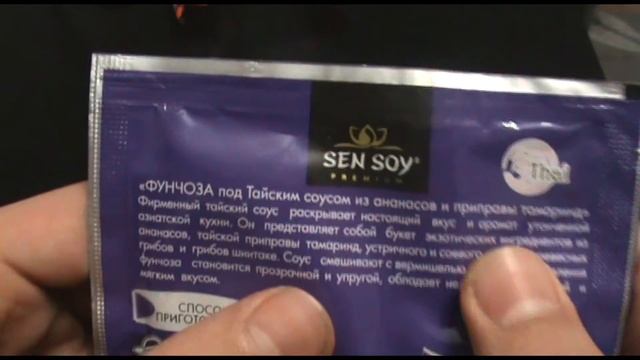 SEN SOY®
PREMIUM
Thai
«ФУНЧОЗА под Тайским соусом из ананасов и приправы тамаринд»
Фирменный тайский соус раскрывает настоящий вкус и аромат утонченной
азиатской кухни. Он представляет собой букет экзотических ингредиентов из
ананасов, тайской приправы тамаринд, устричного и соевого
грибов и грибов шиитаке. Соус смешивают с вермишелью
фунчоза становится прозрачной и упругой, обладает и
мягким вкусом.
СПОСО
ПРИГОТО